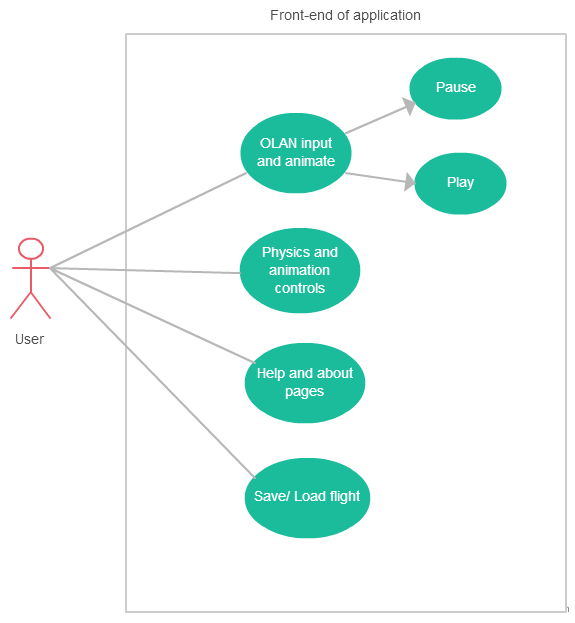 Front-end of application
Pause
OLAN input
and animate
Play
Physics and
animation
controls
User
Help and about
pages
Save/ Load flight